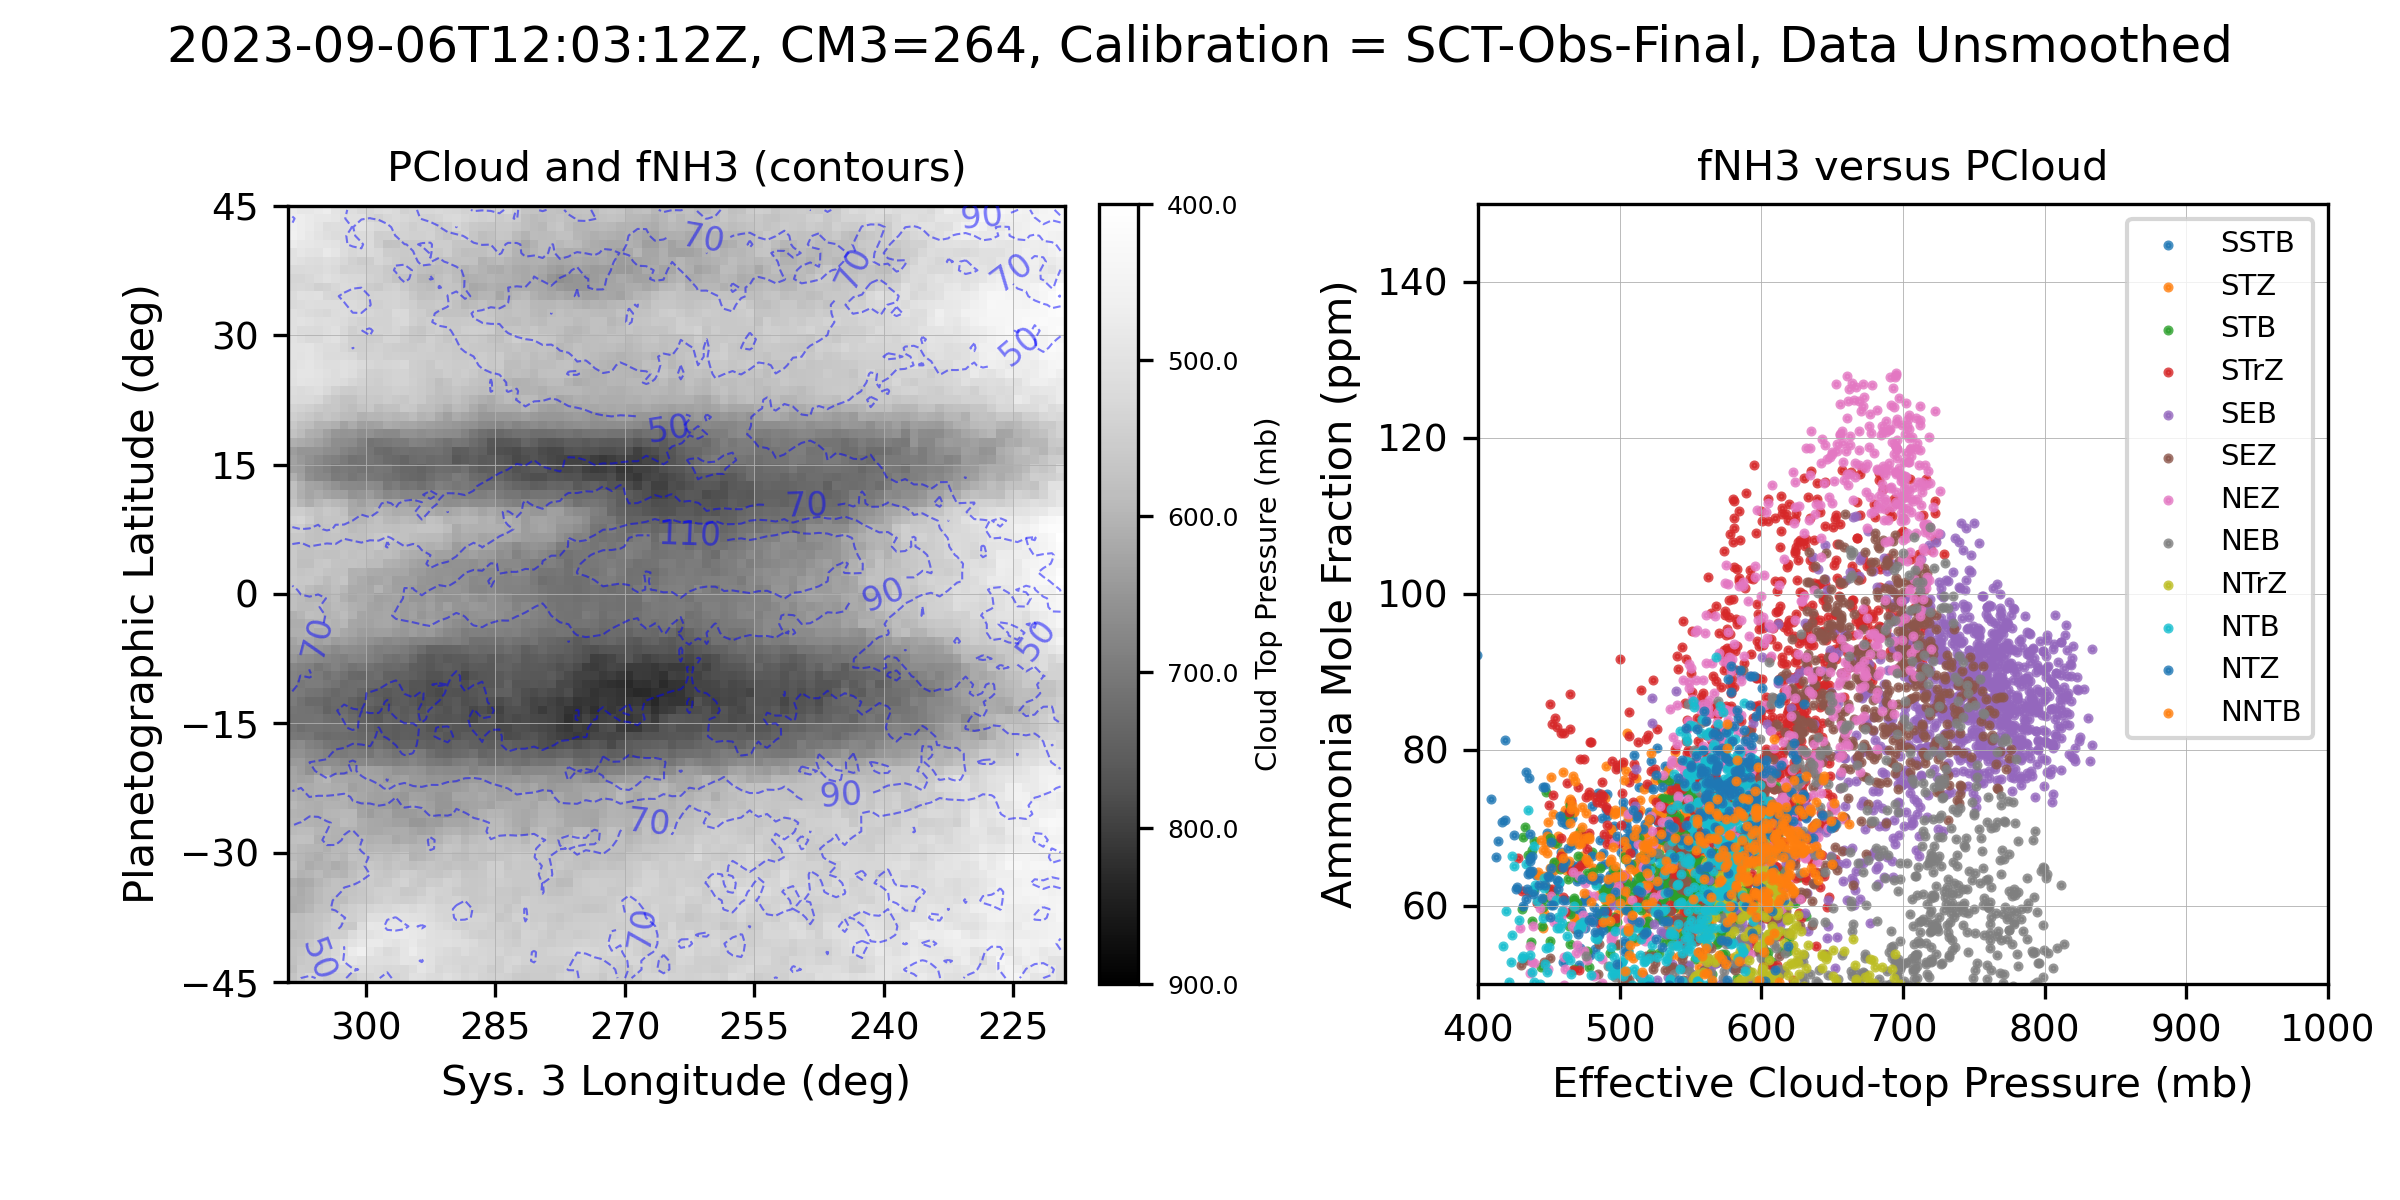 2023-09-06T12:03:12Z, CM3=264, Calibration = SCT-Obs-Final, Data Unsmoothed
PCloud and fNH3 (contours)
Planetographic Latitude (deg)
45
30
15
0
−15
−30
−45
300
285
270
255
240
225
Sys. 3 Longitude (deg)
90
70
70
70
50
50
70
110
90
70
50
90
70
70
50
400.0
500.0
600.0
700.0
800.0
900.0
Cloud Top Pressure (mb)
fNH3 versus PCloud
Ammonia Mole Fraction (ppm)
140
120
100
80
60
400
500
600
700
800
900
1000
Effective Cloud-top Pressure (mb)
SSTB
STZ
STB
STrZ
SEB
SEZ
NEZ
NEB
NTrZ
NTB
NTZ
NNTB